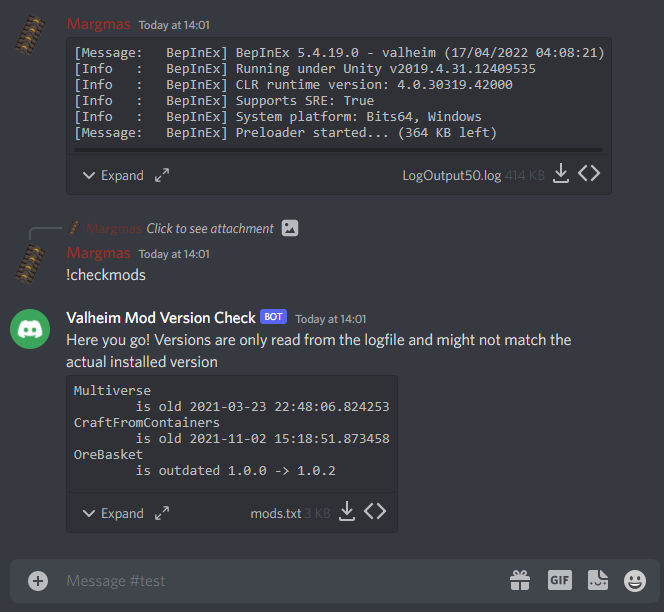 Margmas Today at 14:01
[Message:   BepInEx] BepInEx 5.4.19.0 - valheim (17/04/2022 04:08:21)
[Info   :   BepInEx] Running under Unity v2019.4.31.12409535
[Info   :   BepInEx] CLR runtime version: 4.0.30319.42000
[Info   :   BepInEx] Supports SRE: True
[Info   :   BepInEx] System platform: Bits64, Windows
[Message:   BepInEx] Preloader started... (364 KB left)
Expand LogOutput50.log 414 KB
Margmas Click to see attachment
Margmas Today at 14:01
!checkmods
Valheim Mod Version Check BOT Today at 14:01
Here you go! Versions are only read from the logfile and might not match the
actual installed version
Multiverse
        is old 2021-03-23 22:48:06.824253
CraftFromContainers
        is old 2021-11-02 15:18:51.873458
OreBasket
        is outdated 1.0.0 -> 1.0.2
Expand mods.txt 3 KB
Message #test GIF